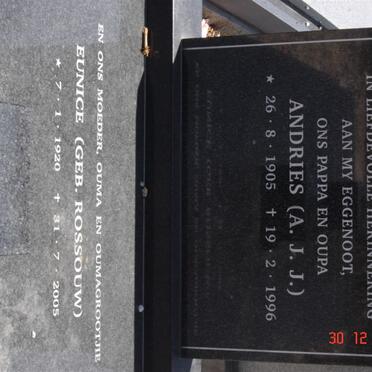 IN LIEFDEVOLLE HERINNERING
AAN MY EGGENOOT,
ONS PAPPA EN OUPA
ANDRIES (A. J. J.)
★ 26 · 8 · 1905 ✝ 19 · 2 · 1996
EN ONS MOEDER, OUMA EN OUMAGROOTJIE
EUNICE (GEB. ROSSOUW)
★ 7 · 1 · 1920 ✝ 31 · 7 · 2005
30 12